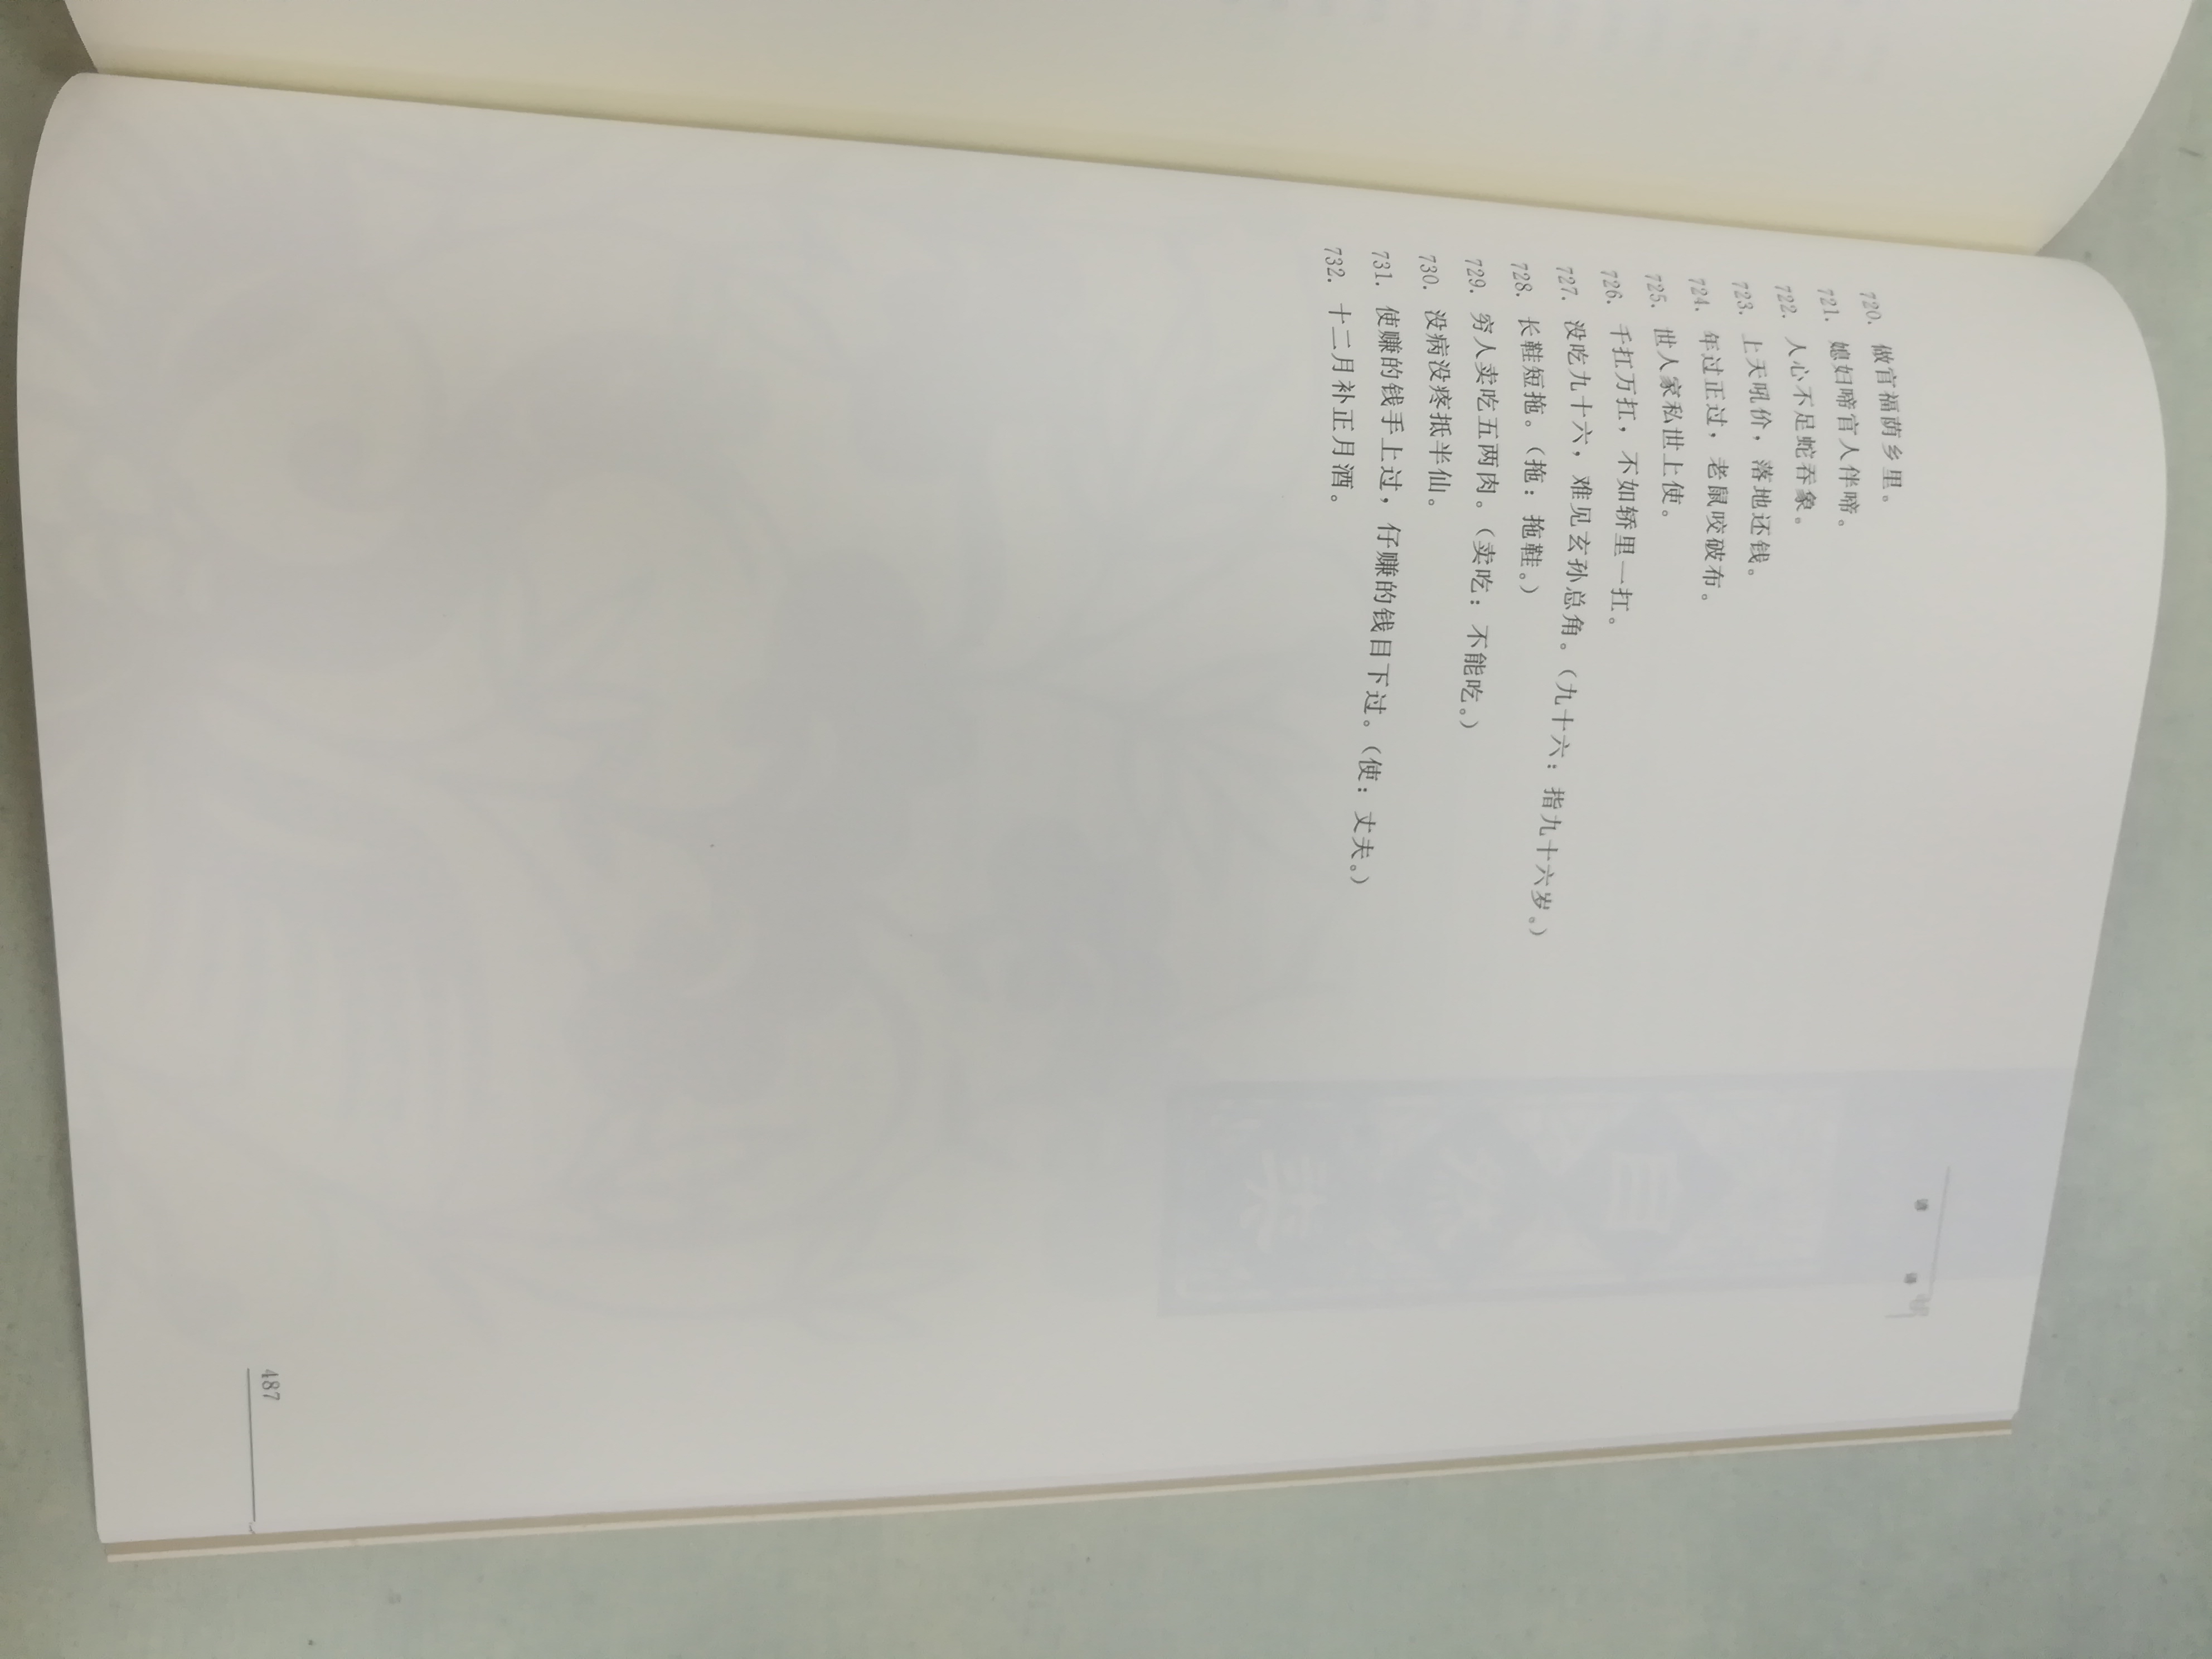 720. 做官福荫乡里。
721. 媳妇啼官人伴啼。
722. 人心不足蛇吞象。
723. 上天吼价，落地还钱。
724. 年过正过，老鼠咬破布。
725. 世人家私世上使。
726. 千扛万扛，不如轿里一扛。
727. 没吃九十六，难见玄孙总角。（九十六：指九十六岁。）
728. 长鞋短拖。（拖：拖鞋。）
729. 穷人卖吃五两肉。（卖吃：不能吃。）
730. 没病没疼抵半仙。
731. 使赚的钱手上过，仔赚的钱目下过。（使：丈夫。）
732. 十二月补正月酒。
487